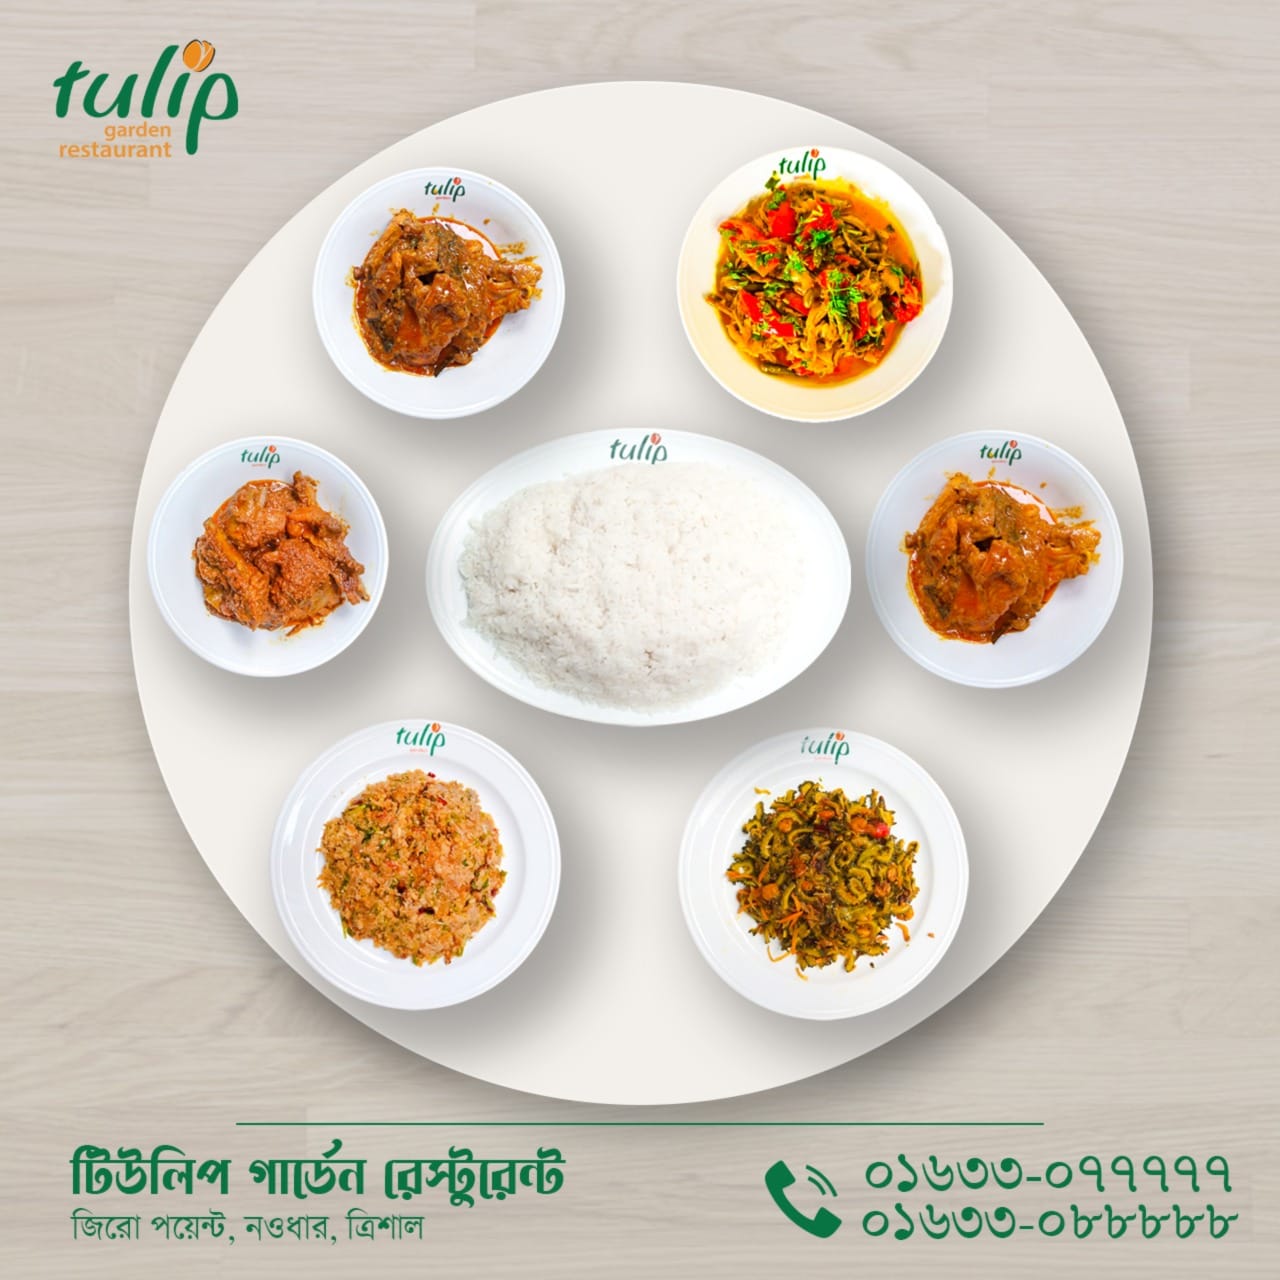 tulip
garden
restaurant
tulip
tulip
tulip
tulip
tulip
tulip
tulip
টিউলিপ গার্ডেন রেস্টুরেন্ট
জিরো পয়েন্ট, নওধার, ত্রিশাল
০১৬৩৩-০৭৭৭৭৭
০১৬৩৩-০৮৮৮৮৮